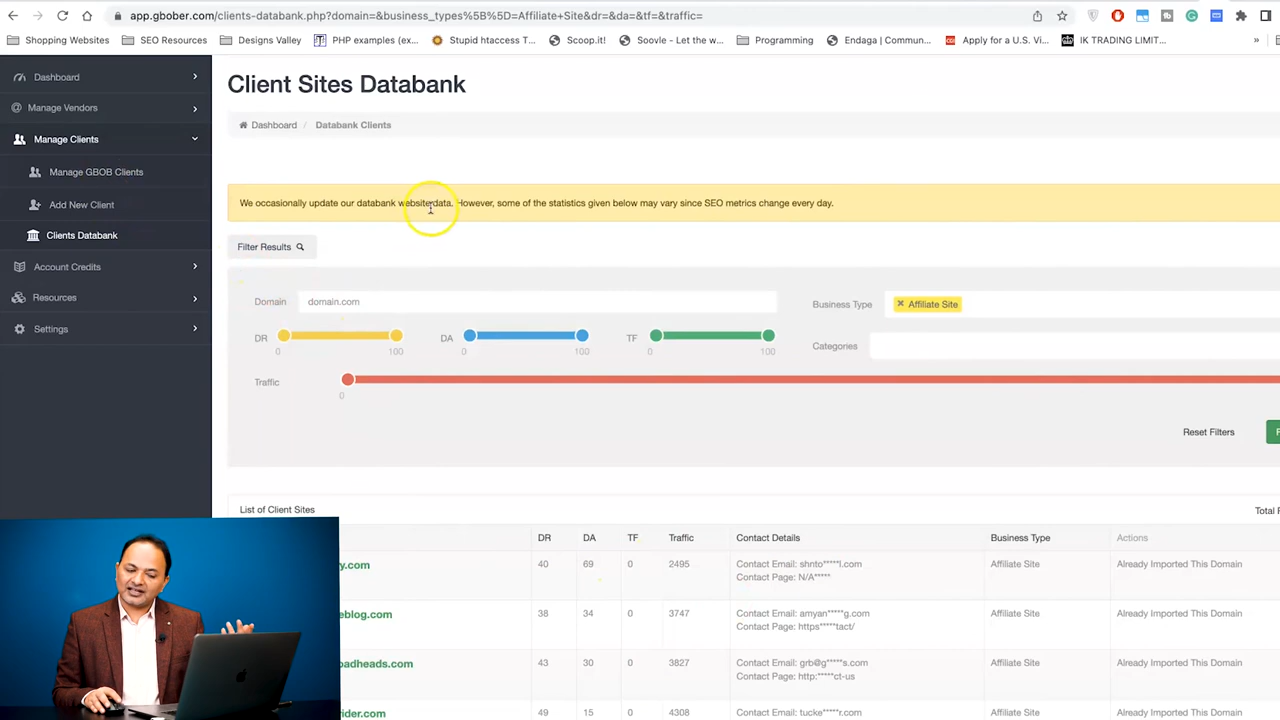 app.gbober.com/clients-databank.php?domain=&business_types%5B%5D=Affiliate+Site&dr=&da=&tf=&traffic=
Shopping Websites SEO Resources Designs Valley PHP examples (ex... Stupid htaccess T... Scoop.it! Soovle - Let the w... Programming Endaga | Commun... Apply for a U.S. Vi... IK TRADING LIMIT... »
Dashboard
Manage Vendors
Manage Clients
Manage GBOB Clients
Add New Client
Clients Databank
Account Credits
Resources
Settings
Client Sites Databank
Dashboard / Databank Clients
We occasionally update our databank website data. However, some of the statistics given below may vary since SEO metrics change every day.
Filter Results
Domain domain.com Business Type × Affiliate Site
DR 0 100 DA 0 100 TF 0 100 Categories
Traffic 0
Reset Filters
List of Client Sites Total
DR DA TF Traffic Contact Details Business Type Actions
y.com 40 69 0 2495 Contact Email: shnto*****l.com Affiliate Site Already Imported This Domain
Contact Page: N/A*****
eblog.com 38 34 0 3747 Contact Email: amyan*****g.com Affiliate Site Already Imported This Domain
Contact Page: https*****tact/
oadheads.com 43 30 0 3827 Contact Email: grb@g*****s.com Affiliate Site Already Imported This Domain
Contact Page: http:*****ct-us
rider.com 49 15 0 4308 Contact Email: tucke*****r.com Affiliate Site Already Imported This Domain